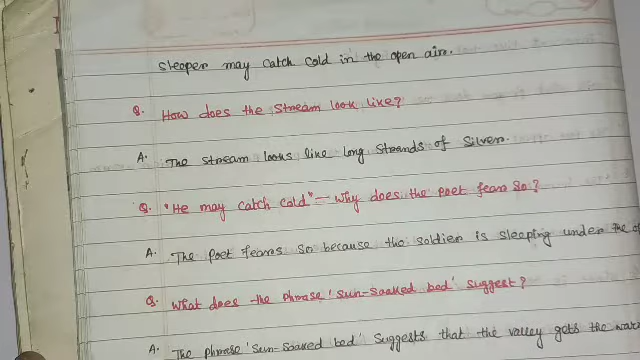 sleeper may catch cold in the open air.
Q. How does the stream look like?
A. The stream looks like long strands of silver.
Q. "He may catch cold" – Why does the poet fear so?
A. The poet fears so because the soldier is sleeping under the
Q. What does the phrase 'sun-soaked bed' suggest?
A. The phrase 'sun-soaked bed' suggests that the valley gets the